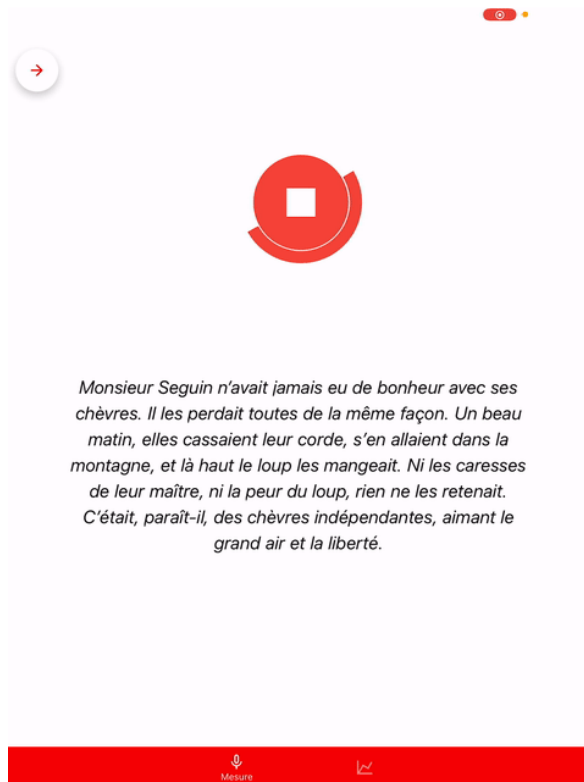 Monsieur Seguin n’avait jamais eu de bonheur avec ses
chèvres. Il les perdait toutes de la même façon. Un beau
matin, elles cassaient leur corde, s’en allaient dans la
montagne, et là haut le loup les mangeait. Ni les caresses
de leur maître, ni la peur du loup, rien ne les retenait.
C’était, paraît-il, des chèvres indépendantes, aimant le
grand air et la liberté.
Mesure